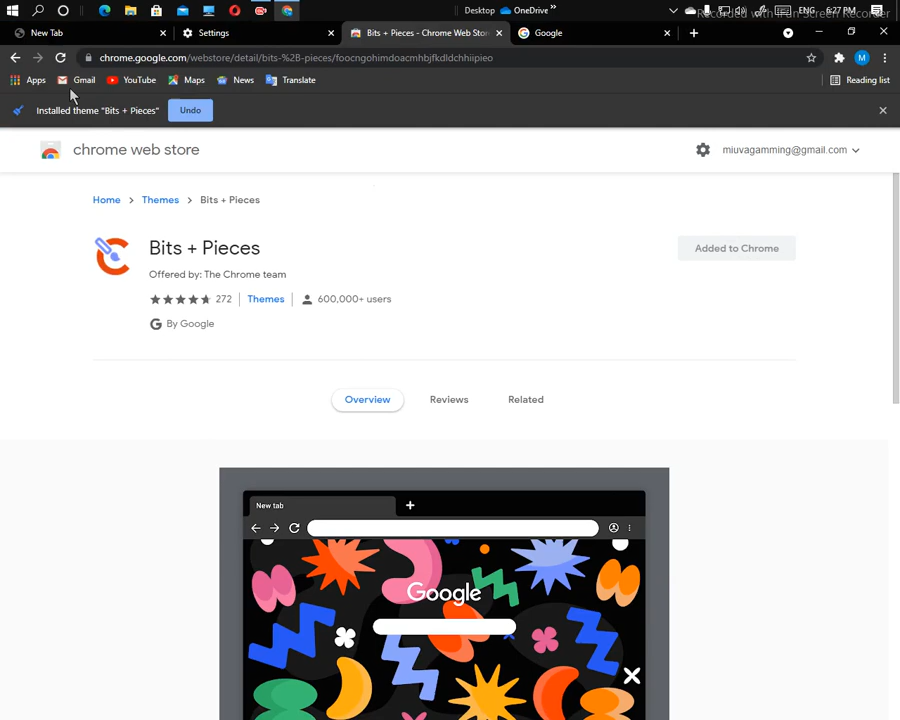 Desktop OneDrive » ENG 6:27 PM
Recorded with iFun Screen Recorder
New Tab Settings Bits + Pieces - Chrome Web Stor Google
chrome.google.com/webstore/detail/bits-%2B-pieces/foocngohimdoacmhbjfkdldchhiipieo M
Apps Gmail YouTube Maps News Translate Reading list
Installed theme "Bits + Pieces" Undo
chrome web store miuvagamming@gmail.com
Home Themes Bits + Pieces
Bits + Pieces Added to Chrome
Offered by: The Chrome team
272 Themes 600,000+ users
By Google
Overview Reviews Related
New tab
Google